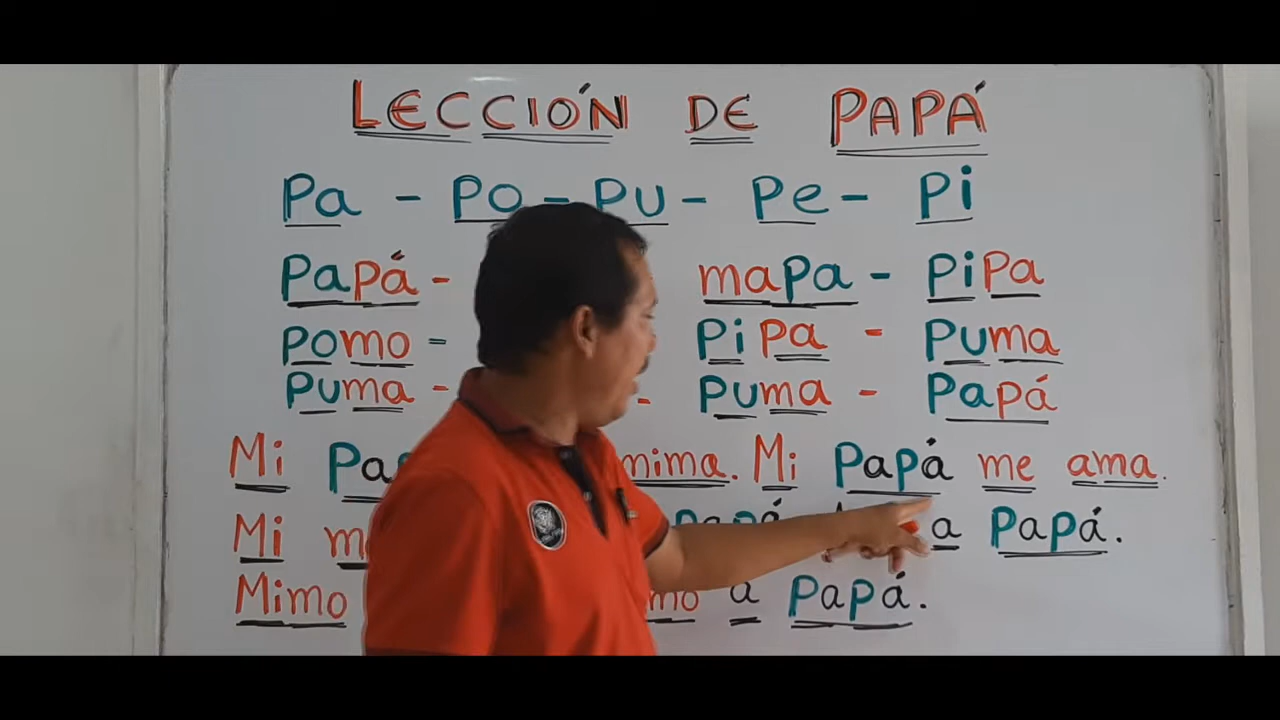 LECCIÓN DE PAPÁ
Pa - Po - Pu - Pe - Pi
Papá - mapa - Pipa
Pomo - Pipa - Puma
Puma - - Puma - Papá
Mi mima. Mi Papá me ama.
Mi Papá a Papá.
Mimo a Papá.